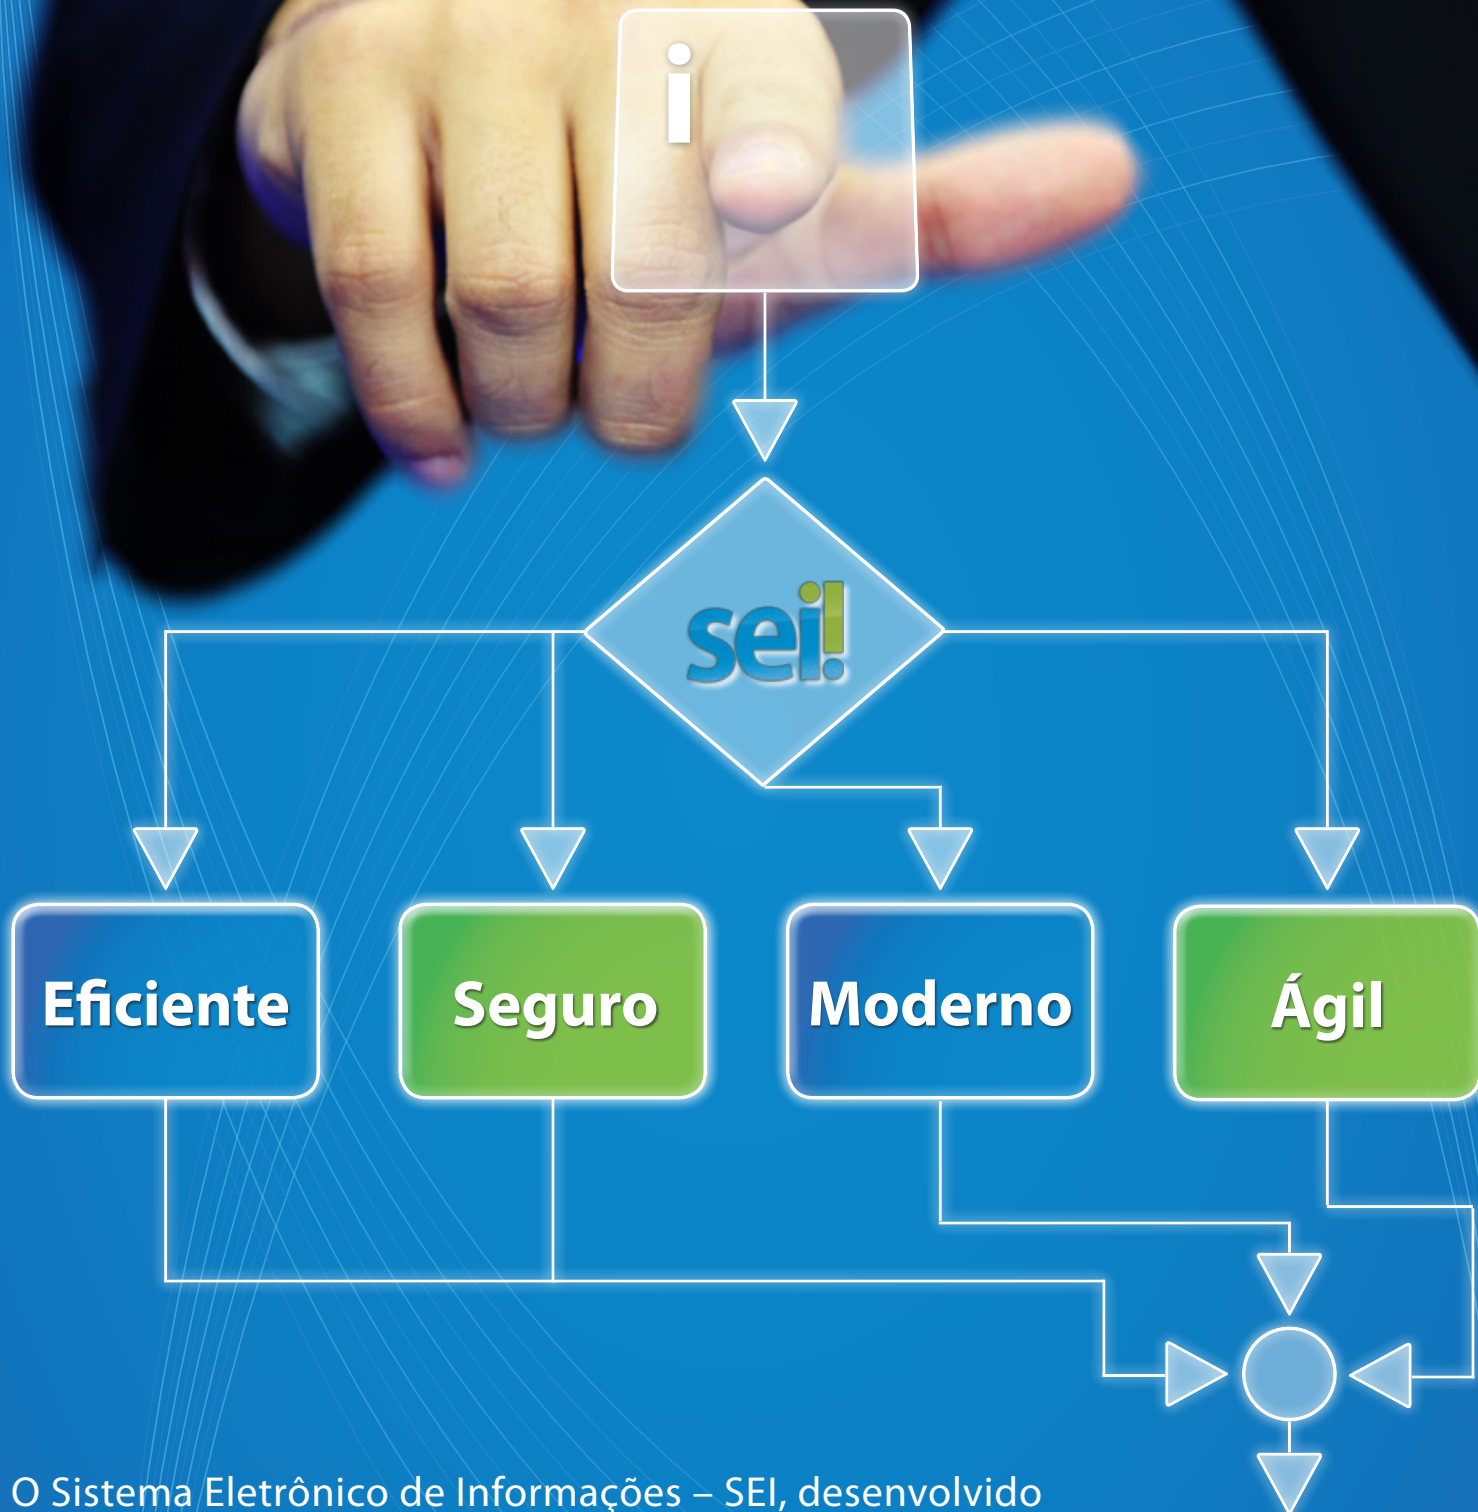 i
sei!
Eficiente
Seguro
Moderno
Ágil
O Sistema Eletrônico de Informações – SEI, desenvolvido